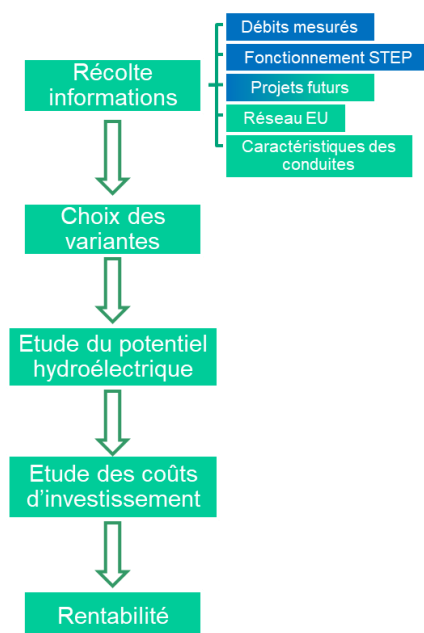 Récolte
informations
Débits mesurés
Fonctionnement STEP
Projets futurs
Réseau EU
Caractéristiques des
conduites
Choix des
variantes
Etude du potentiel
hydroélectrique
Etude des coûts
d'investissement
Rentabilité